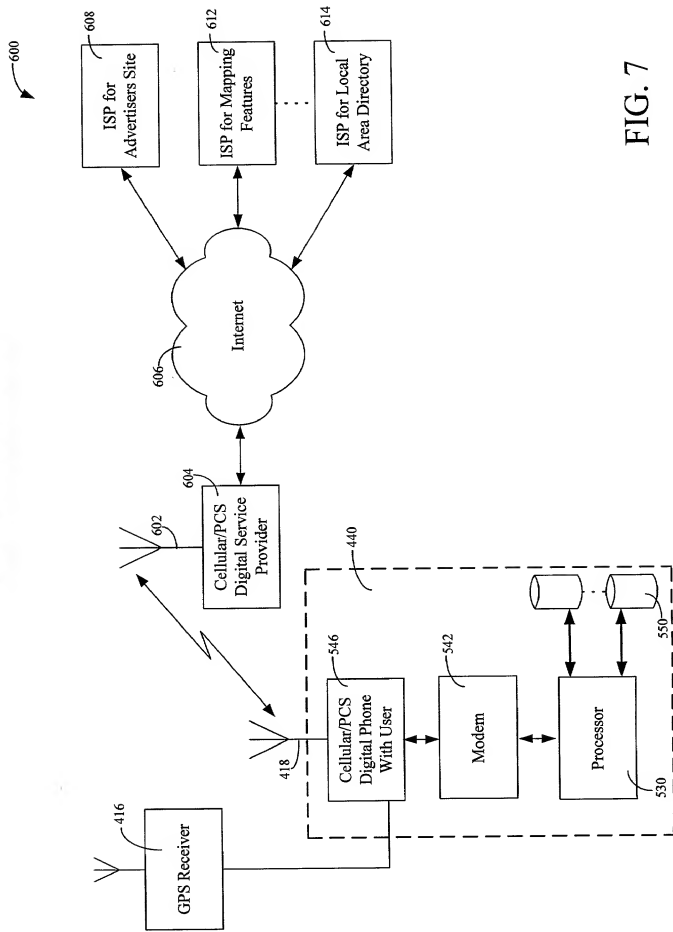 600
608
ISP for
Advertisers Site
612
ISP for Mapping
Features
614
ISP for Local
Area Directory
606
Internet
602
604
Cellular/PCS
Digital Service
Provider
440
416
GPS Receiver
418
546
Cellular/PCS
Digital Phone
With User
542
Modem
Processor
530
550
FIG. 7